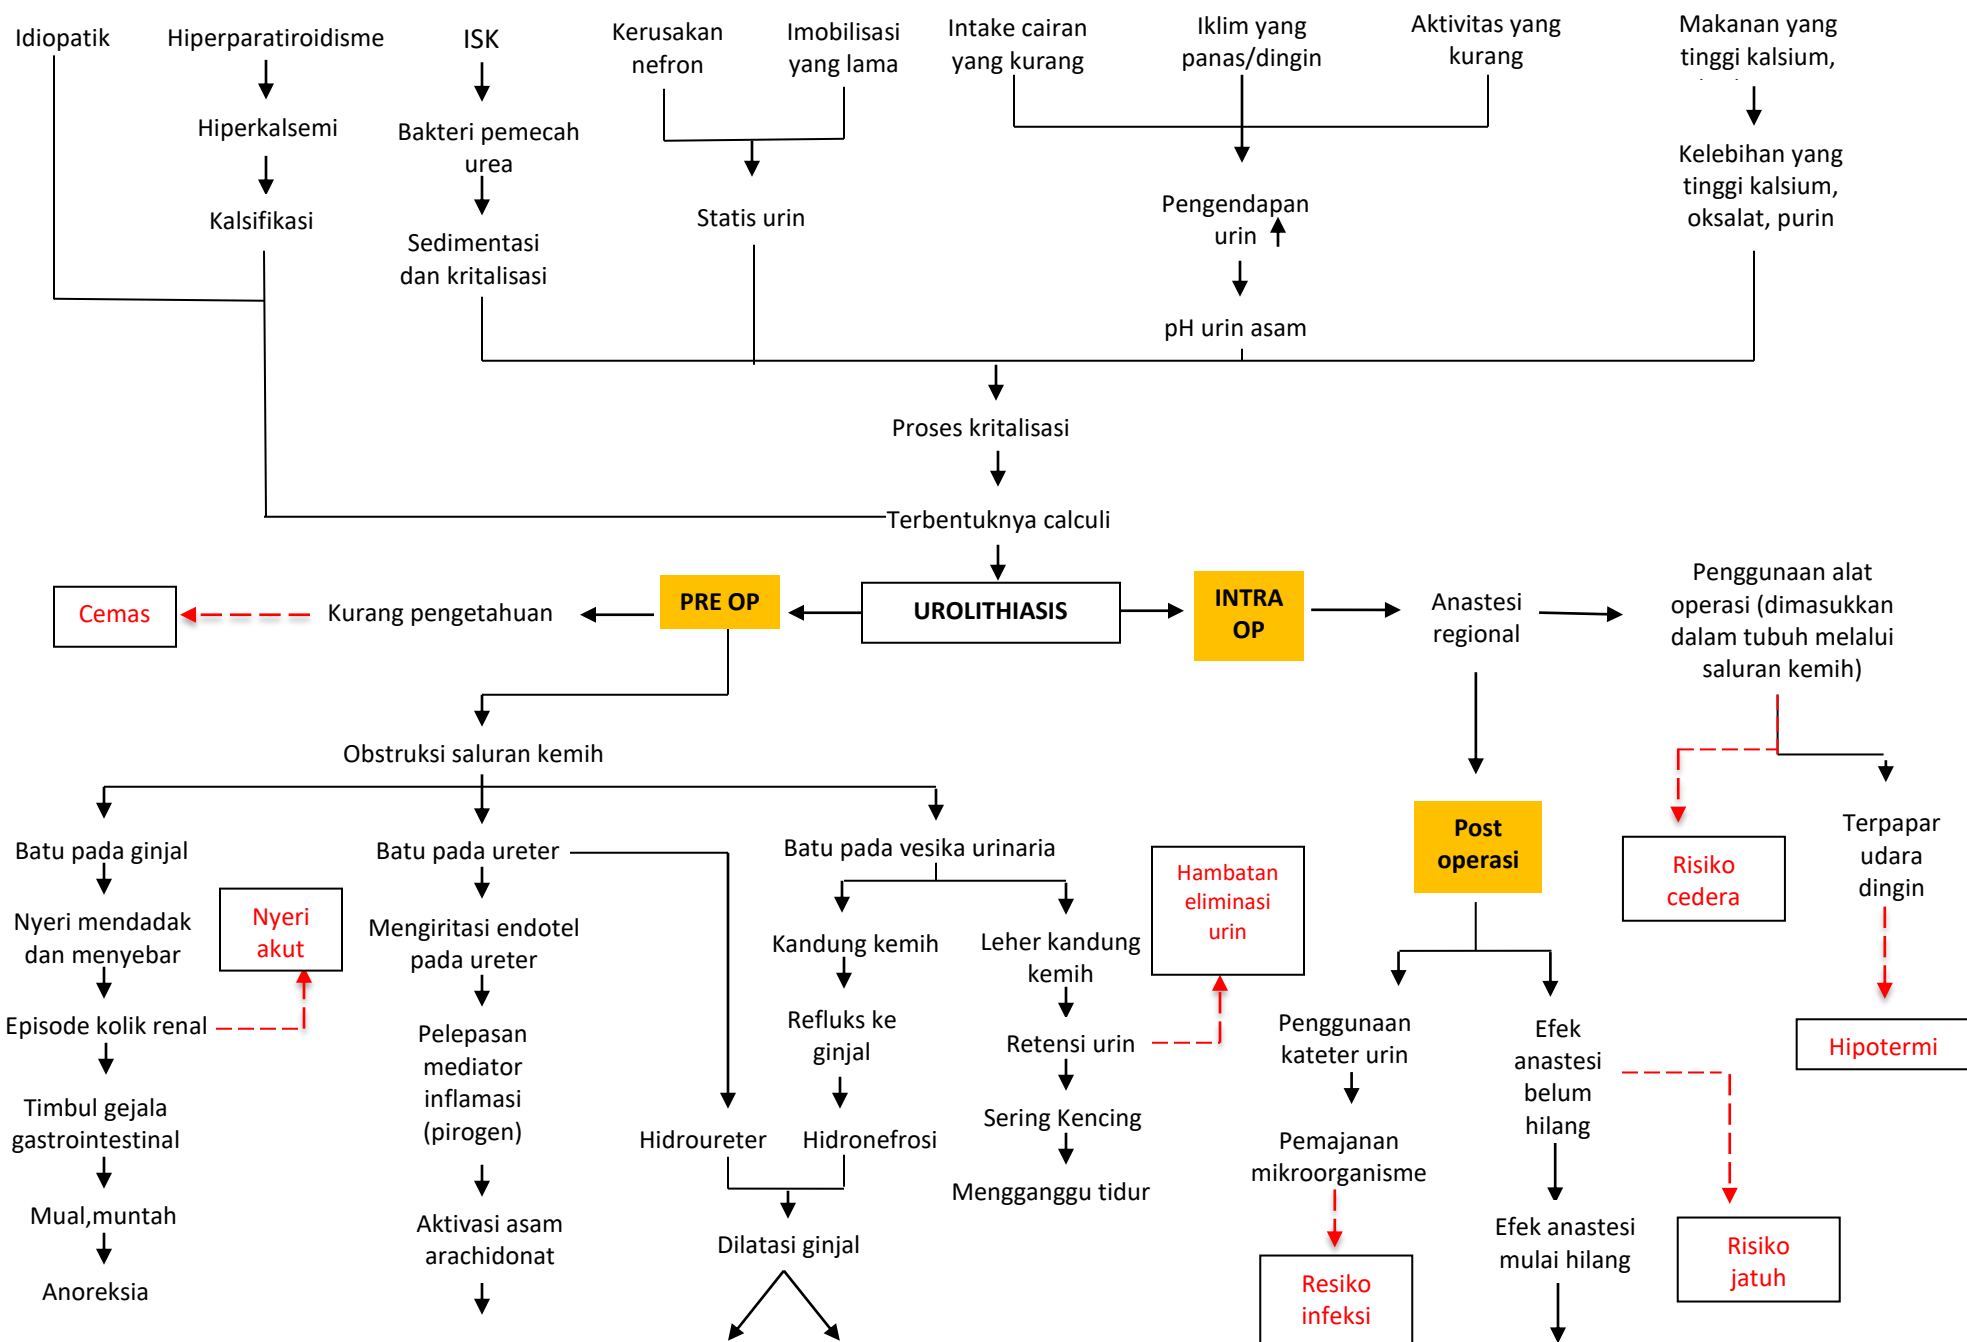 Idiopatik
Hiperparatiroidisme
ISK
Kerusakan
nefron
Imobilisasi
yang lama
Intake cairan
yang kurang
Iklim yang
panas/dingin
Aktivitas yang
kurang
Makanan yang
tinggi kalsium,
Hiperkalsemi
Bakteri pemecah
urea
Kelebihan yang
tinggi kalsium,
oksalat, purin
Kalsifikasi
Sedimentasi
dan kritalisasi
Statis urin
Pengendapan
urin
pH urin asam
Proses kritalisasi
Terbentuknya calculi
Cemas
Kurang pengetahuan
PRE OP
UROLITHIASIS
INTRA
OP
Anastesi
regional
Penggunaan alat
operasi (dimasukkan
dalam tubuh melalui
saluran kemih)
Obstruksi saluran kemih
Batu pada ginjal
Batu pada ureter
Batu pada vesika urinaria
Hambatan
eliminasi
urin
Post
operasi
Risiko
cedera
Terpapar
udara
dingin
Nyeri mendadak
dan menyebar
Nyeri
akut
Mengiritasi endotel
pada ureter
Kandung kemih
Leher kandung
kemih
Episode kolik renal
Pelepasan
mediator
inflamasi
(pirogen)
Refluks ke
ginjal
Retensi urin
Penggunaan
kateter urin
Efek
anastesi
belum
hilang
Hipotermi
Timbul gejala
gastrointestinal
Hidroureter
Hidronefrosi
Sering Kencing
Pemajanan
mikroorganisme
Mual,muntah
Aktivasi asam
arachidonat
Dilatasi ginjal
Mengganggu tidur
Efek anastesi
mulai hilang
Risiko
jatuh
Anoreksia
Resiko
infeksi